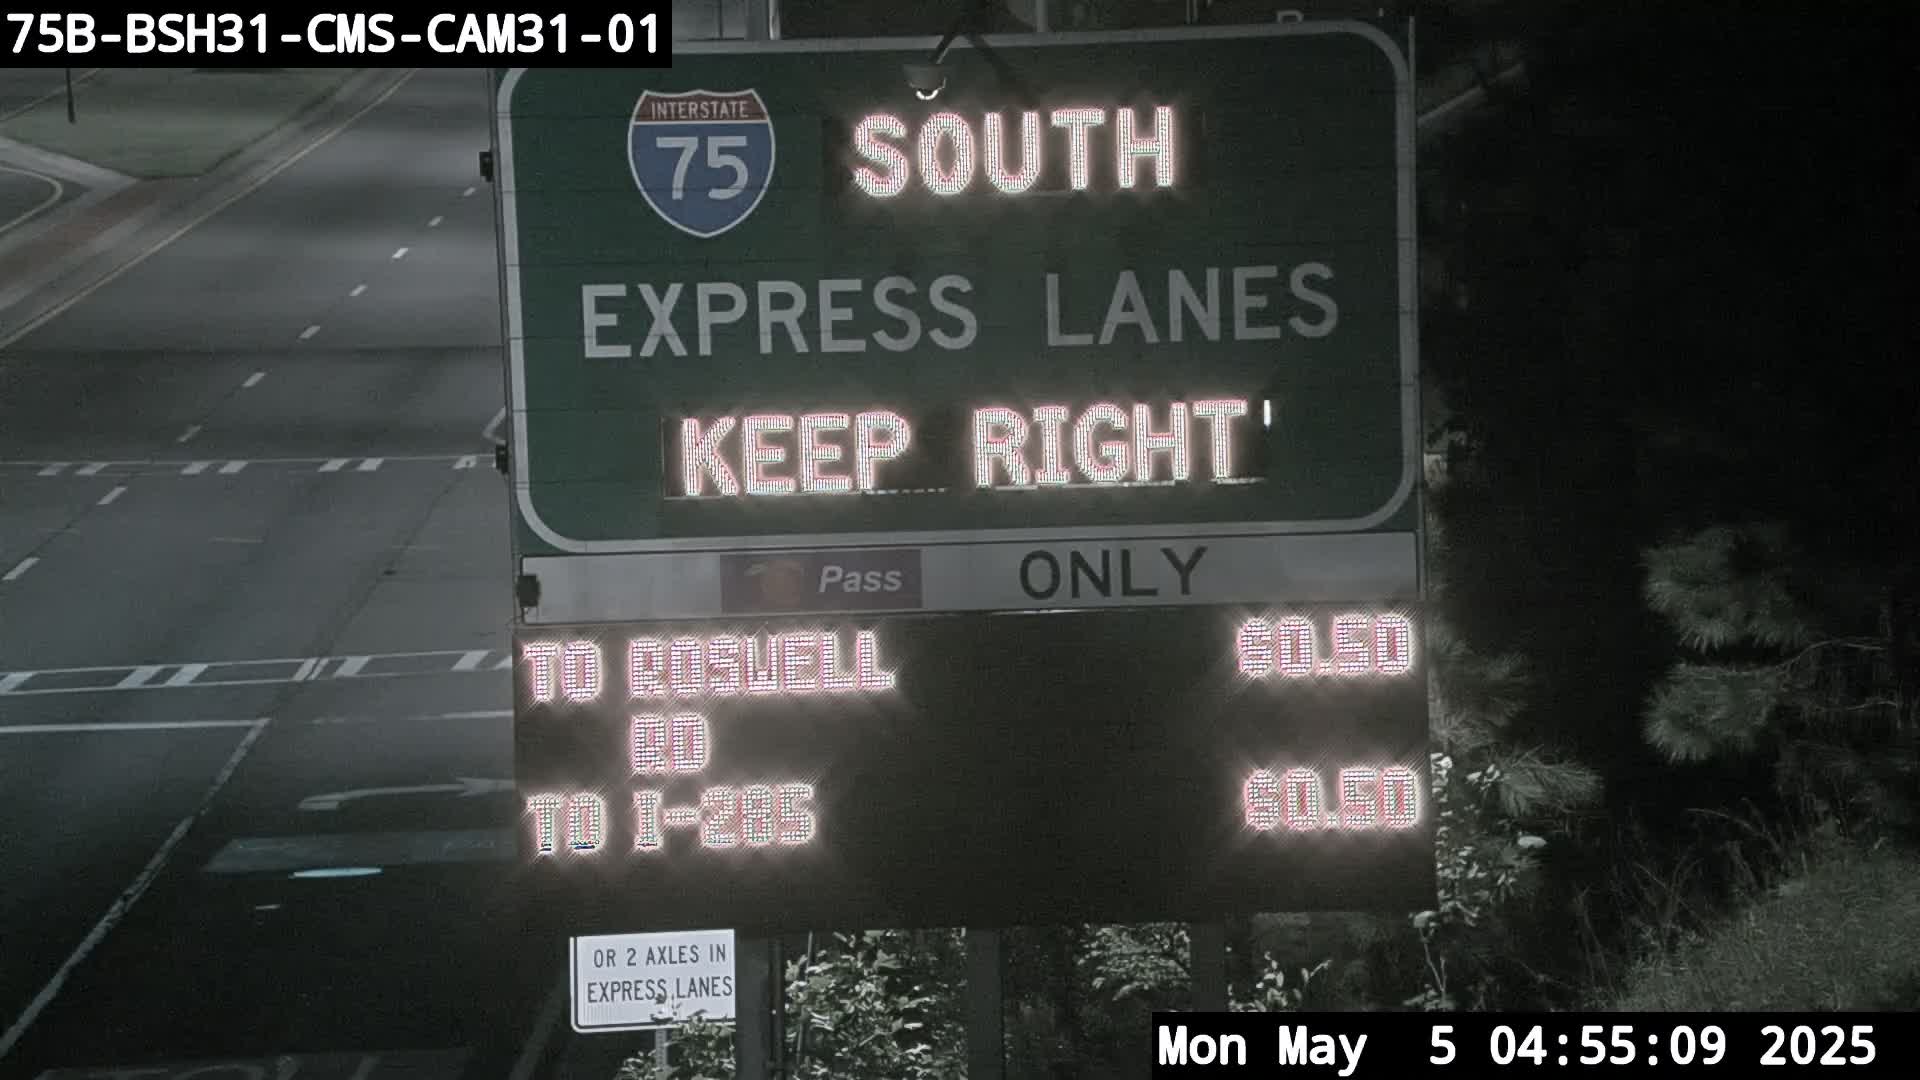 75B-BSH31-CMS-CAM31-01
INTERSTATE
75
SOUTH
EXPRESS LANES
KEEP RIGHT
Pass ONLY
TO ROSWELL $0.50
RD
TO I-285 $0.50
OR 2 AXLES IN
EXPRESS LANES
Mon May 5 04:55:09 2025